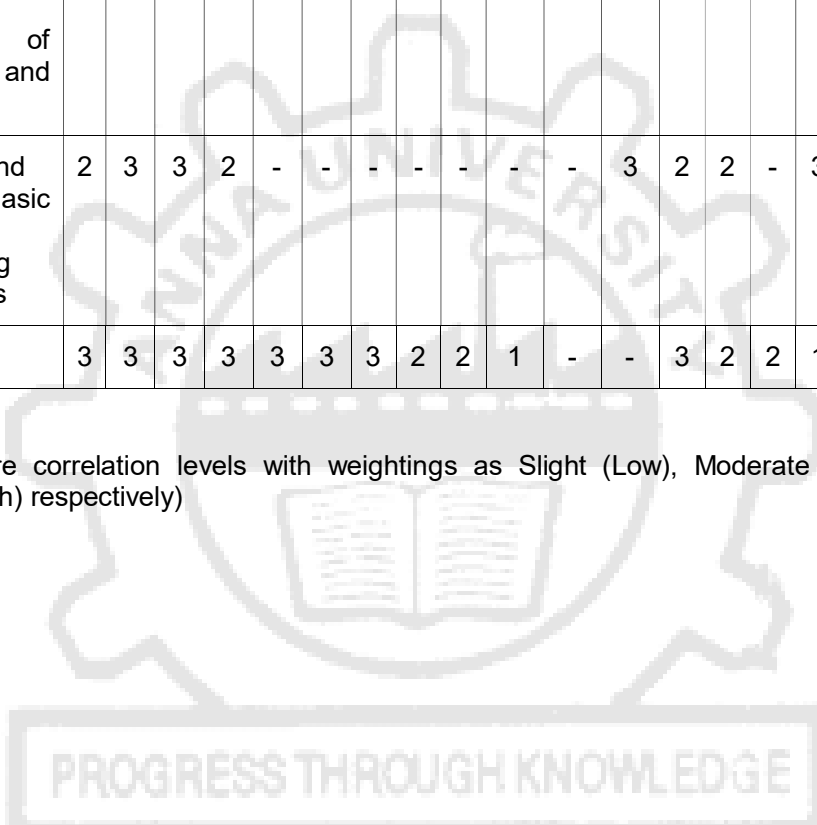 of
and
nd 2 3 3 2 - - - - - - - 3 2 2 - 3
asic
g
s
3 3 3 3 3 3 3 2 2 1 - - 3 2 2 1
re correlation levels with weightings as Slight (Low), Moderate
h) respectively)
ANNA UNIVERSITY
PROGRESS THROUGH KNOWLEDGE